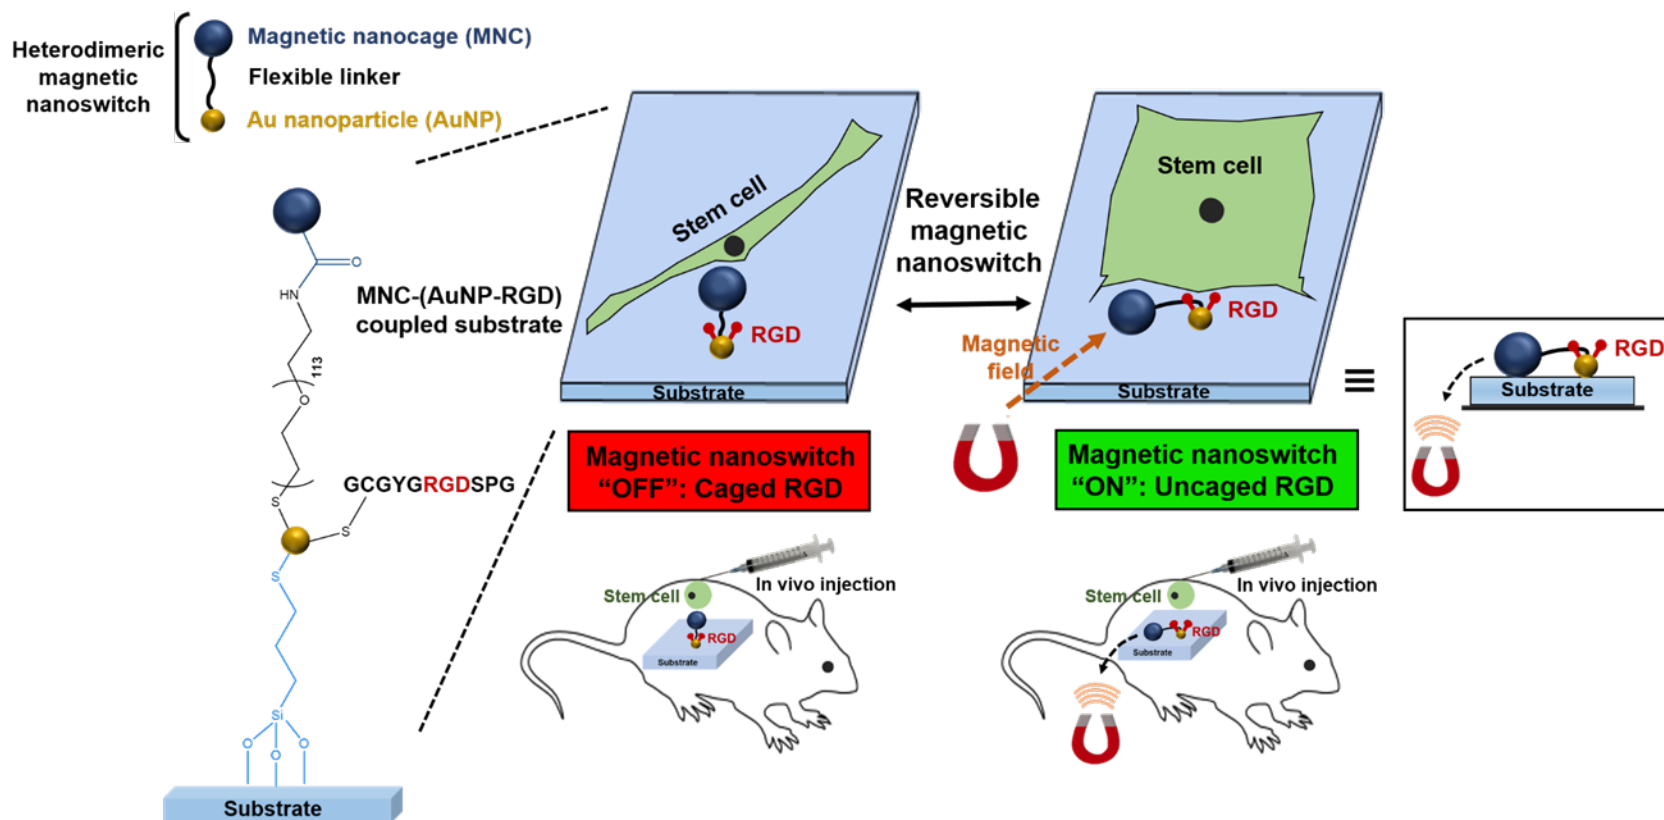 Heterodimeric
magnetic
nanoswitch
Magnetic nanocage (MNC)
Flexible linker
Au nanoparticle (AuNP)
O
HN
113
O
S
GCGYGRGDSPG
S
S
Si
O
O
O
Substrate
MNC-(AuNP-RGD)
coupled substrate
Stem cell
RGD
Substrate
Reversible
magnetic
nanoswitch
Stem cell
RGD
Magnetic
field
Substrate
≡
RGD
Substrate
Magnetic nanoswitch
“OFF”: Caged RGD
Magnetic nanoswitch
“ON”: Uncaged RGD
In vivo injection
Stem cell
RGD
Substrate
In vivo injection
Stem cell
RGD
Substrate